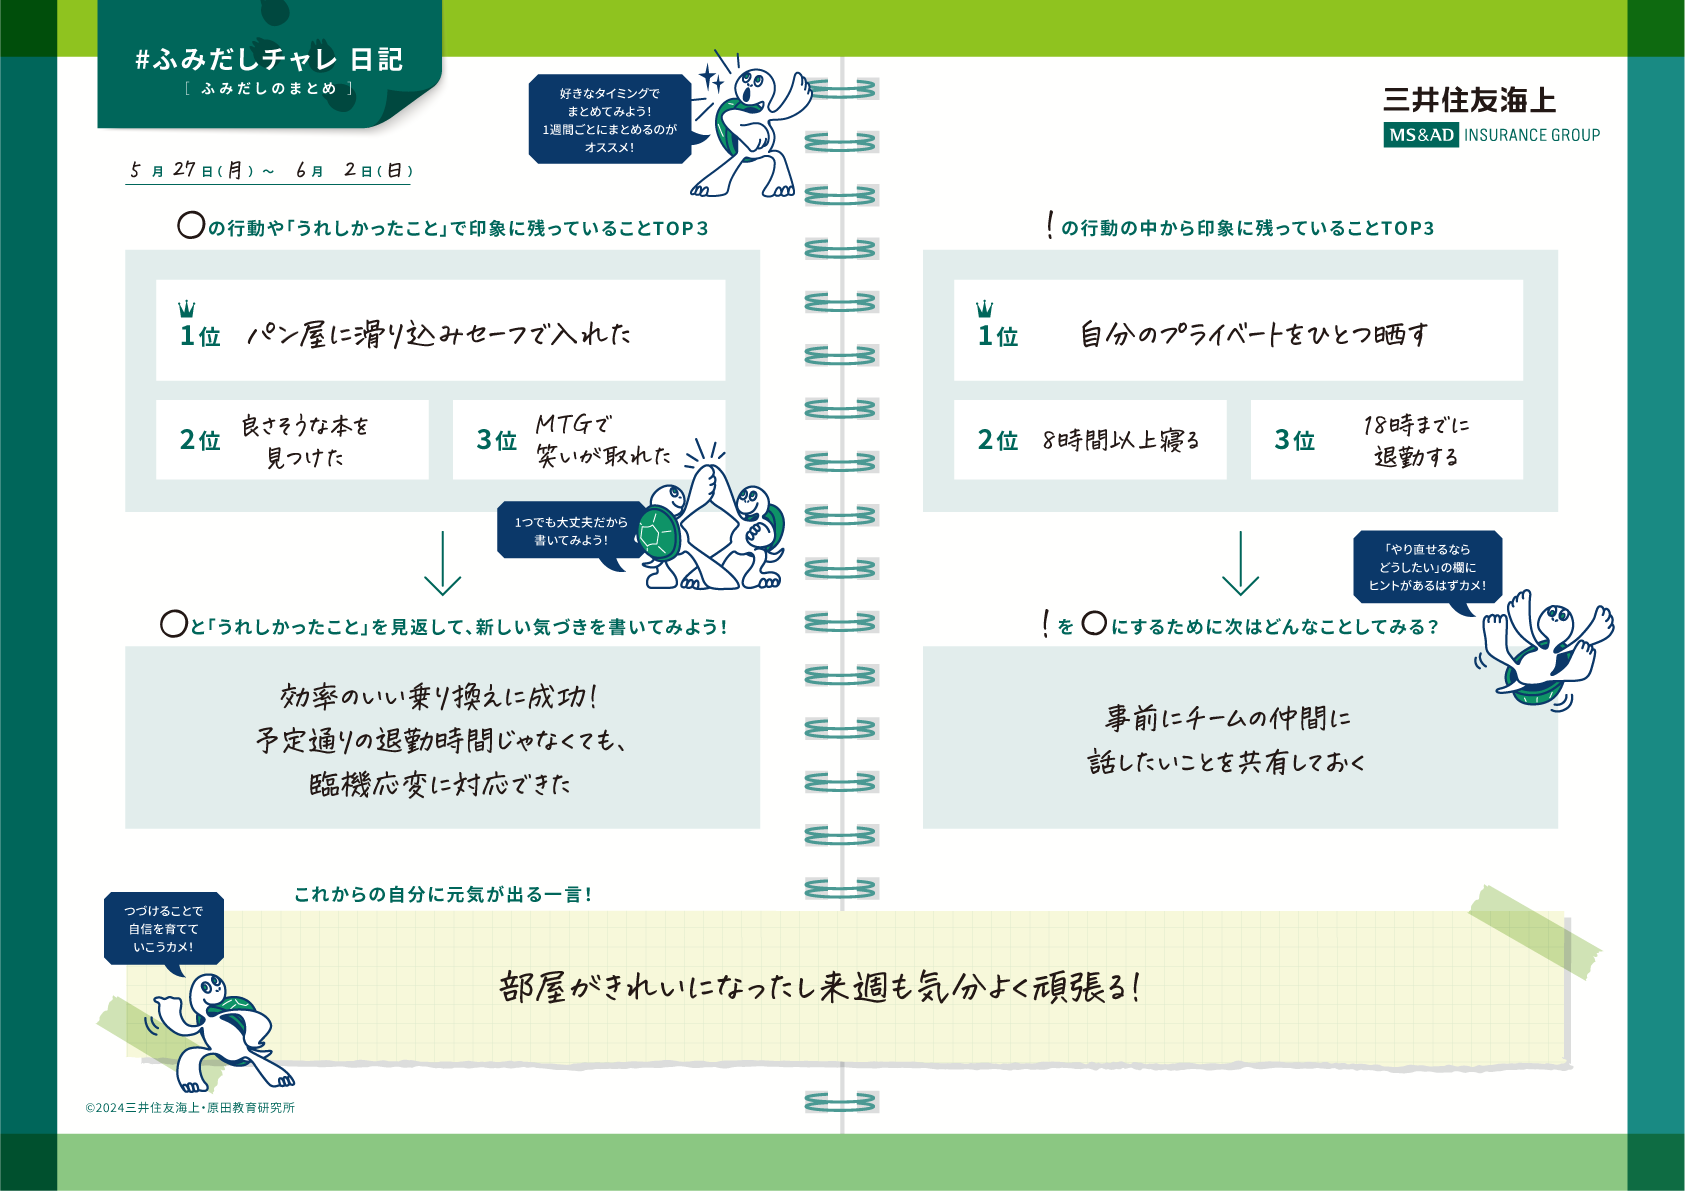 #ふみだしチャレ 日記
[ ふみだしのまとめ ]
5月27日(月)～ 6月 2日(日)
好きなタイミングで
まとめてみよう!
1週間ごとにまとめるのが
オススメ!
三井住友海上
MS&AD INSURANCE GROUP
○の行動や「うれしかったこと」で印象に残っていることTOP3
1位 パン屋に滑り込みセーフで入れた
2位 良さそうな本を
見つけた
3位 MTGで
笑いが取れた
1つでも大丈夫だから
書いてみよう!
○と「うれしかったこと」を見返して、新しい気づきを書いてみよう!
効率のいい乗り換えに成功!
予定通りの退勤時間じゃなくても、
臨機応変に対応できた
!の行動の中から印象に残っていることTOP3
1位 自分のプライベートをひとつ晒す
2位 8時間以上寝る
3位 18時までに
退勤する
「やり直せるなら
どうしたい」の欄に
ヒントがあるはずカメ!
!を○にするために次はどんなことしてみる?
事前にチームの仲間に
話したいことを共有しておく
これからの自分に元気が出る一言!
つづけることで
自信を育てて
いこうカメ!
部屋がきれいになったし来週も気分よく頑張る!
©2024三井住友海上・原田教育研究所